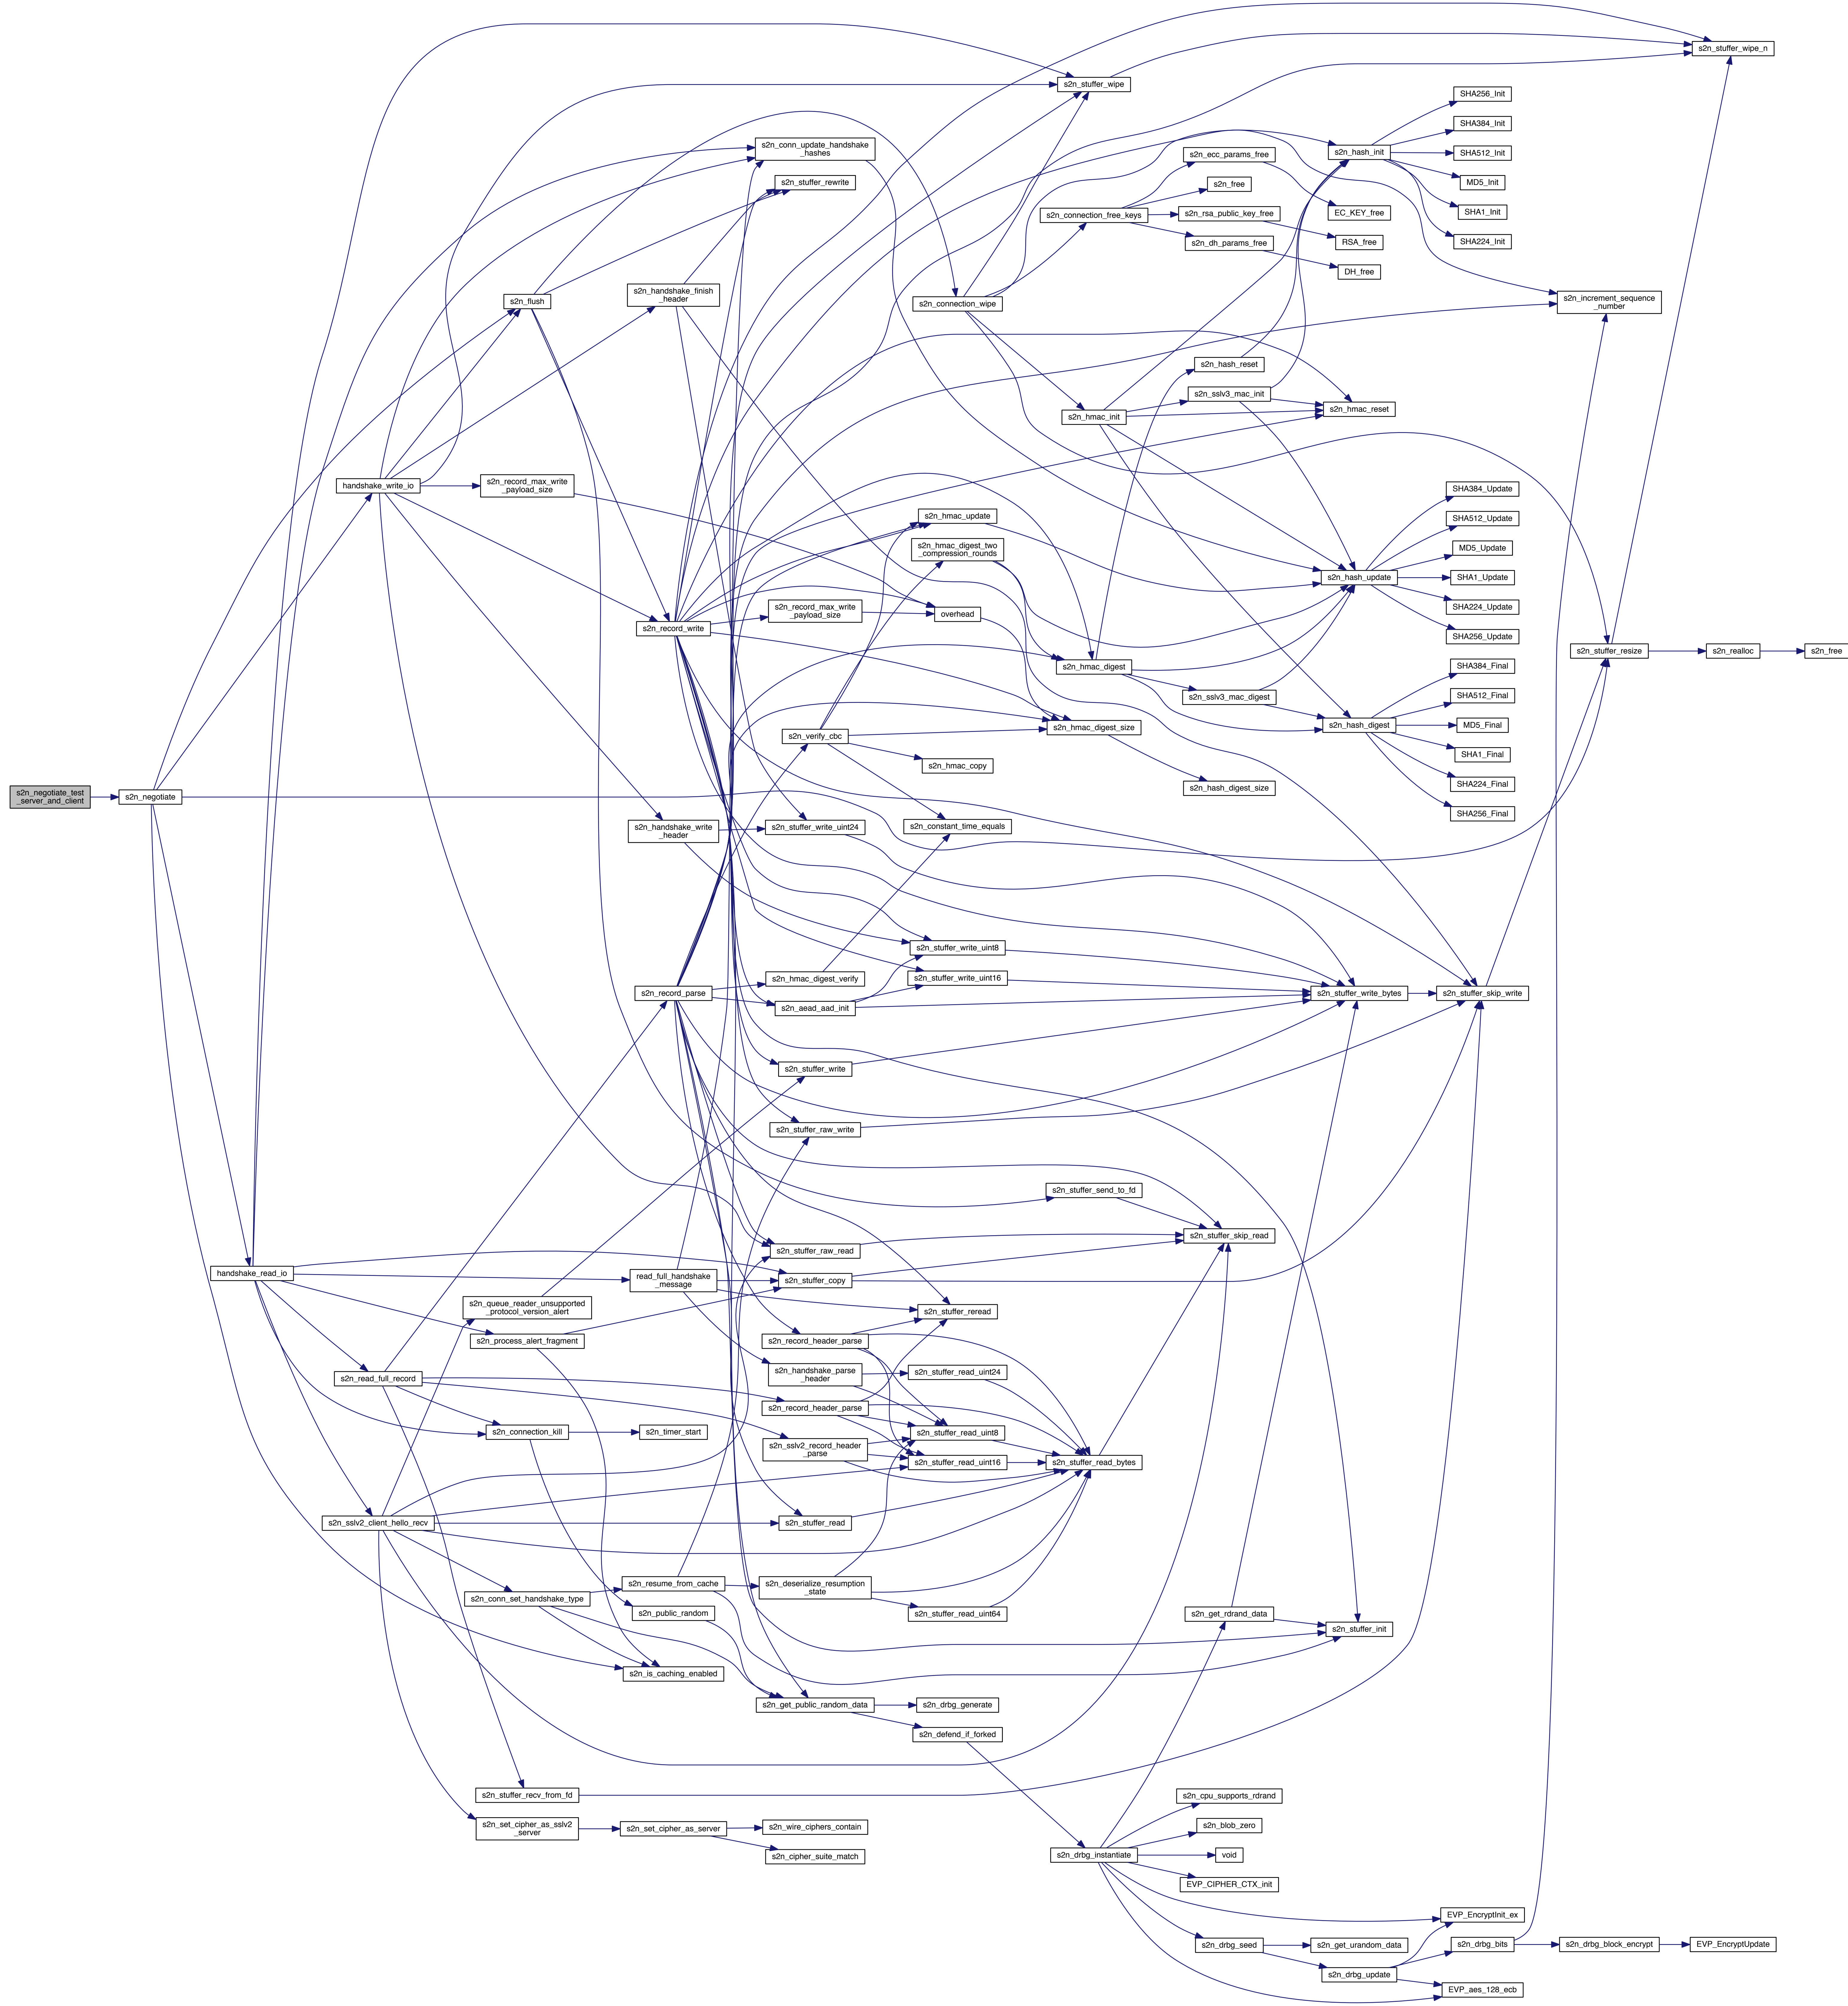 s2n_negotiate_test
_server_and_client
s2n_negotiate
handshake_write_io
handshake_read_io
s2n_flush
s2n_record_max_write
_payload_size
s2n_queue_reader_unsupported
_protocol_version_alert
s2n_process_alert_fragment
s2n_read_full_record
s2n_connection_kill
s2n_sslv2_client_hello_recv
s2n_conn_set_handshake_type
s2n_stuffer_recv_from_fd
s2n_set_cipher_as_sslv2
_server
s2n_handshake_finish
_header
s2n_record_write
s2n_handshake_write
_header
s2n_record_parse
read_full_handshake
_message
s2n_timer_start
s2n_resume_from_cache
s2n_public_random
s2n_is_caching_enabled
s2n_set_cipher_as_server
s2n_conn_update_handshake
_hashes
s2n_stuffer_rewrite
s2n_record_max_write
_payload_size
s2n_verify_cbc
s2n_stuffer_write_uint24
s2n_hmac_digest_verify
s2n_aead_aad_init
s2n_stuffer_write
s2n_stuffer_raw_write
s2n_stuffer_raw_read
s2n_stuffer_copy
s2n_record_header_parse
s2n_handshake_parse
_header
s2n_record_header_parse
s2n_sslv2_record_header
_parse
s2n_stuffer_read
s2n_deserialize_resumption
_state
s2n_get_public_random_data
s2n_wire_ciphers_contain
s2n_cipher_suite_match
s2n_connection_wipe
s2n_hmac_update
s2n_hmac_digest_two
_compression_rounds
overhead
s2n_hmac_copy
s2n_constant_time_equals
s2n_stuffer_write_uint8
s2n_stuffer_write_uint16
s2n_stuffer_reread
s2n_stuffer_read_uint24
s2n_stuffer_read_uint8
s2n_stuffer_read_uint16
s2n_stuffer_read_uint64
s2n_drbg_generate
s2n_defend_if_forked
s2n_stuffer_wipe
s2n_connection_free_keys
s2n_hmac_init
s2n_hmac_digest
s2n_hmac_digest_size
s2n_stuffer_send_to_fd
s2n_stuffer_read_bytes
s2n_drbg_instantiate
s2n_ecc_params_free
s2n_free
s2n_rsa_public_key_free
s2n_dh_params_free
s2n_hash_reset
s2n_sslv3_mac_init
s2n_sslv3_mac_digest
s2n_hash_digest_size
s2n_stuffer_skip_read
s2n_get_rdrand_data
s2n_cpu_supports_rdrand
s2n_blob_zero
void
EVP_CIPHER_CTX_init
s2n_drbg_seed
s2n_hash_init
EC_KEY_free
RSA_free
DH_free
s2n_hmac_reset
s2n_hash_update
s2n_hash_digest
s2n_stuffer_write_bytes
s2n_stuffer_init
s2n_get_urandom_data
s2n_drbg_update
SHA256_Init
SHA384_Init
SHA512_Init
MD5_Init
SHA1_Init
SHA224_Init
SHA384_Update
SHA512_Update
MD5_Update
SHA1_Update
SHA224_Update
SHA256_Update
SHA384_Final
SHA512_Final
MD5_Final
SHA1_Final
SHA224_Final
SHA256_Final
s2n_stuffer_skip_write
EVP_EncryptInit_ex
s2n_drbg_bits
EVP_aes_128_ecb
s2n_increment_sequence
_number
s2n_stuffer_resize
s2n_drbg_block_encrypt
s2n_stuffer_wipe_n
s2n_realloc
EVP_EncryptUpdate
s2n_free